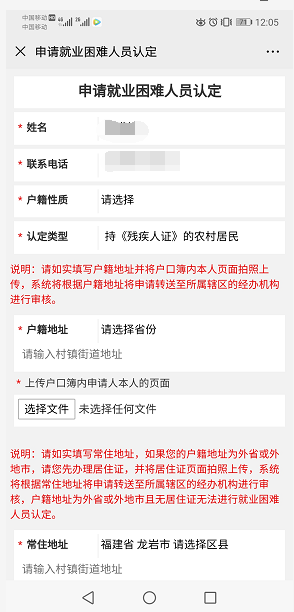 中国移动 HD
中国移动
12:05
申请就业困难人员认定
申请就业困难人员认定
* 姓名
* 联系电话
* 户籍性质 请选择
* 认定类型 持《残疾人证》的农村居民
说明：请如实填写户籍地址并将户口簿内本人页面拍照上
传，系统将根据户籍地址将申请转送至所属辖区的经办机构
进行审核。
* 户籍地址 请选择省份
请输入村镇街道地址
* 上传户口簿内申请人本人的页面
选择文件 未选择任何文件
说明：请如实填写常住地址，如果您的户籍地址为外省或外
地市，请您先办理居住证，并将居住证页面拍照上传，系统
将根据常住地址将申请转送至所属辖区的经办机构进行审
核，户籍地址为外省或外地市且无居住证无法进行就业困难
人员认定。
* 常住地址 福建省 龙岩市 请选择区县
请输入村镇街道地址